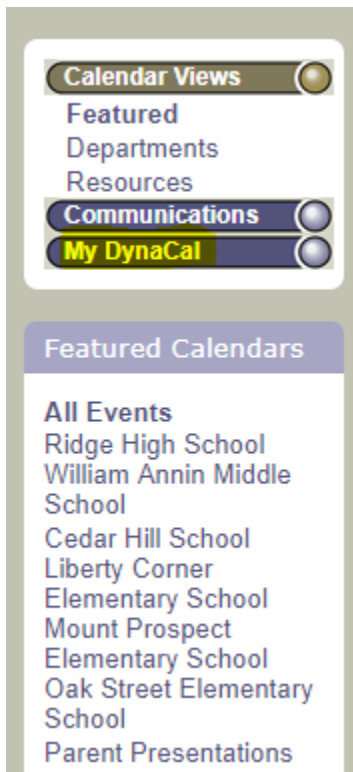 Calendar Views
Featured
Departments
Resources
Communications
My DynaCal
Featured Calendars
All Events
Ridge High School
William Annin Middle
School
Cedar Hill School
Liberty Corner
Elementary School
Mount Prospect
Elementary School
Oak Street Elementary
School
Parent Presentations